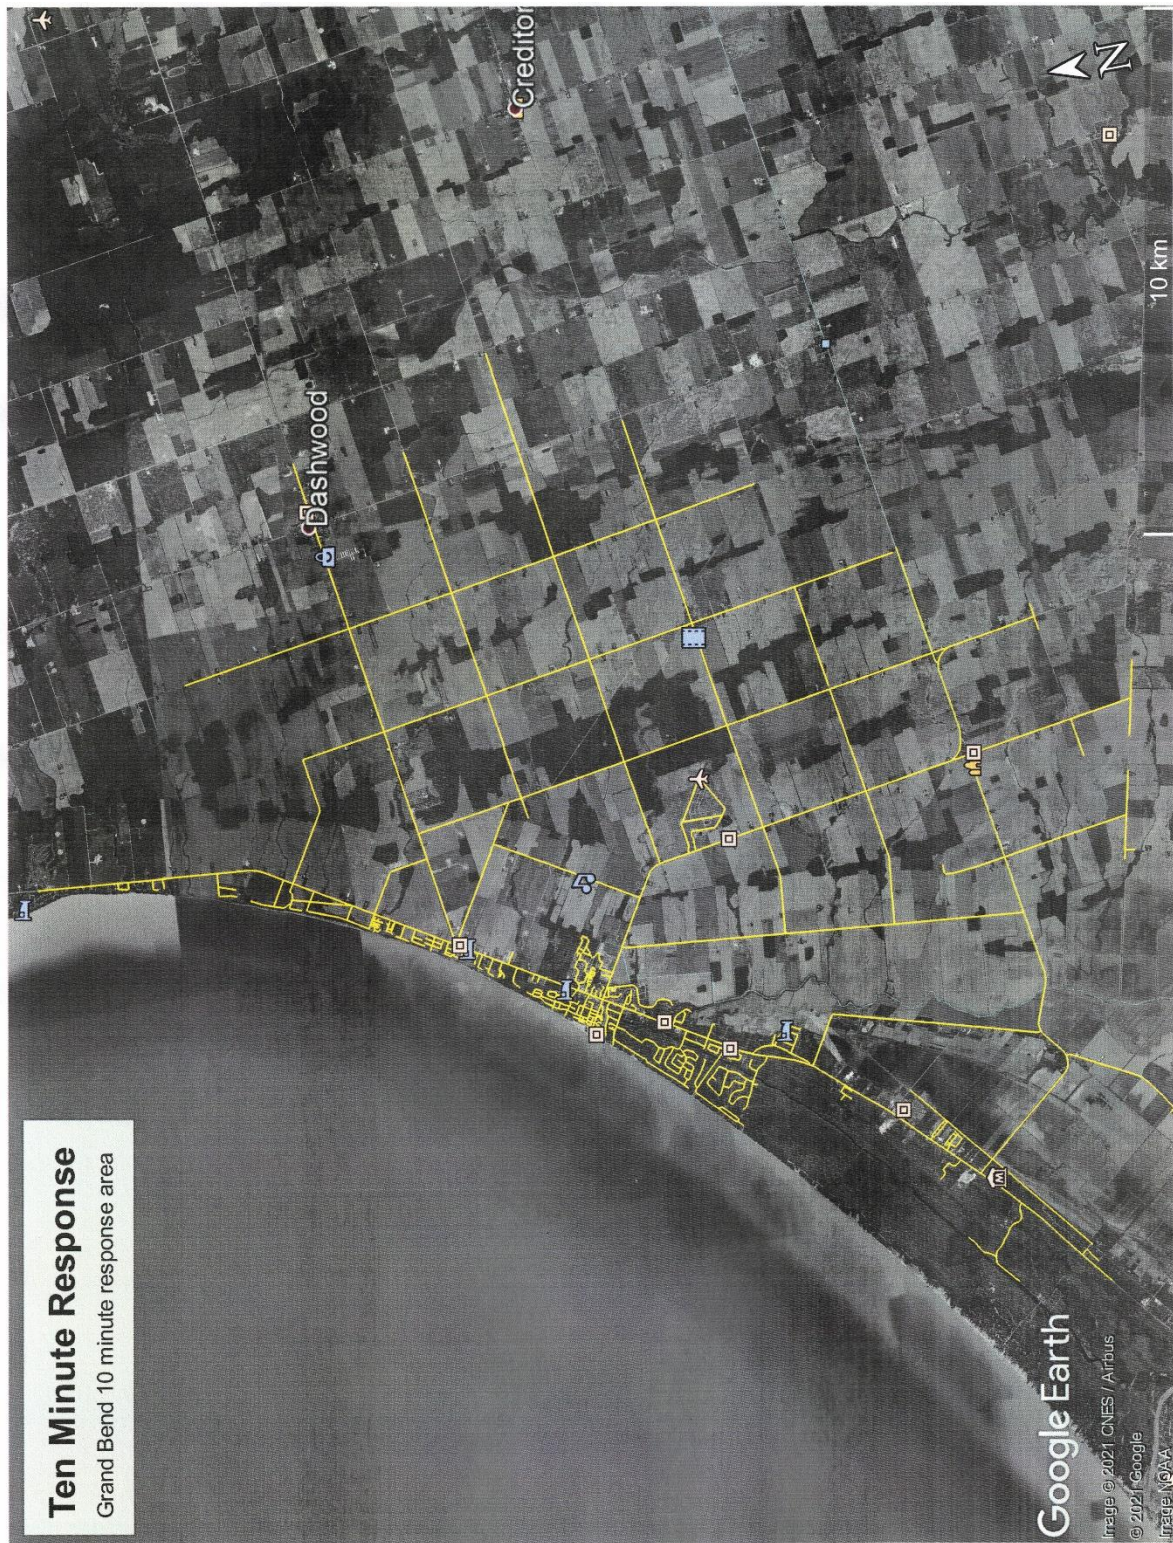 Ten Minute Response
Grand Bend 10 minute response area
Dashwood
Creditor
N
10 km
Google Earth
Image © 2021 CNES / Airbus
© 2021 Google
Image NOAA